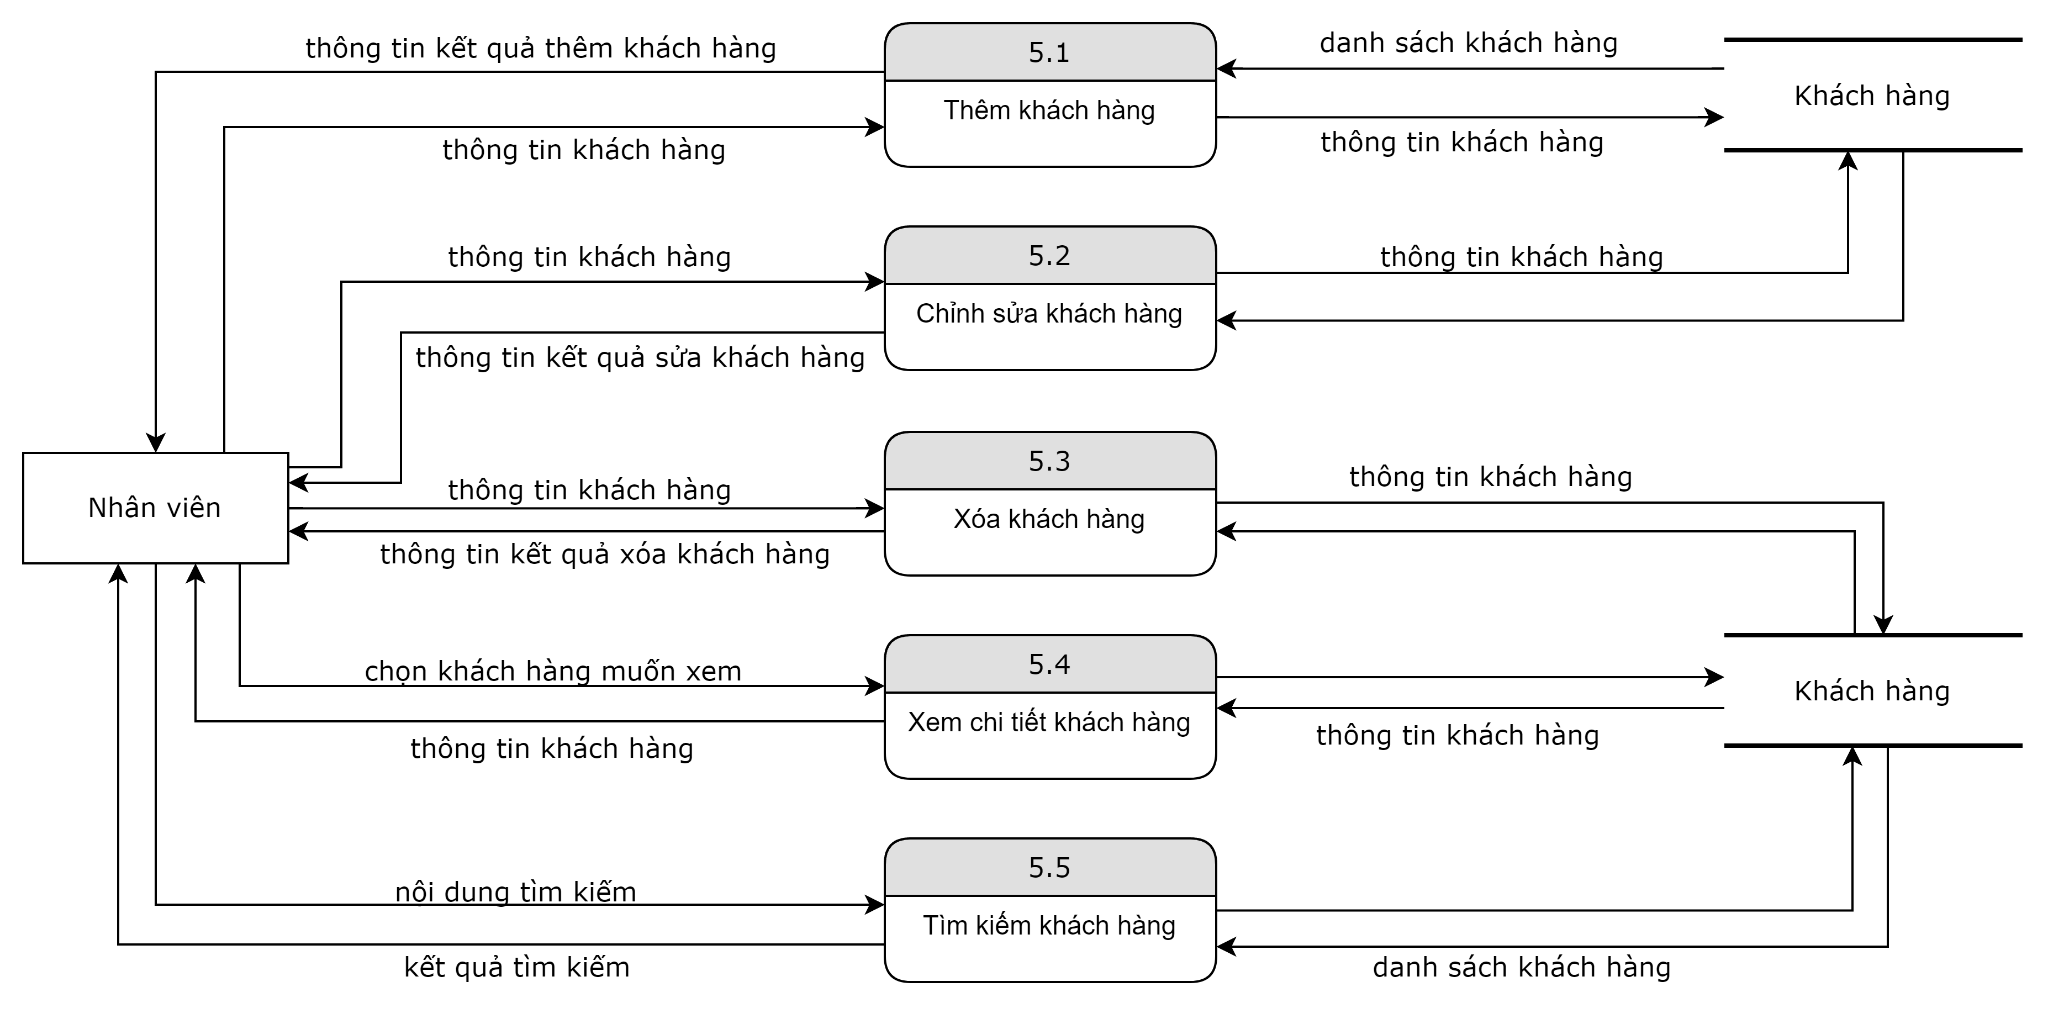 thông tin kết quả thêm khách hàng
5.1
danh sách khách hàng
Thêm khách hàng
Khách hàng
thông tin khách hàng
thông tin khách hàng
thông tin khách hàng
5.2
thông tin khách hàng
Chỉnh sửa khách hàng
thông tin kết quả sửa khách hàng
5.3
thông tin khách hàng
thông tin khách hàng
Nhân viên
Xóa khách hàng
thông tin kết quả xóa khách hàng
chọn khách hàng muốn xem
5.4
Khách hàng
Xem chi tiết khách hàng
thông tin khách hàng
thông tin khách hàng
5.5
nội dung tìm kiếm
Tìm kiếm khách hàng
kết quả tìm kiếm
danh sách khách hàng